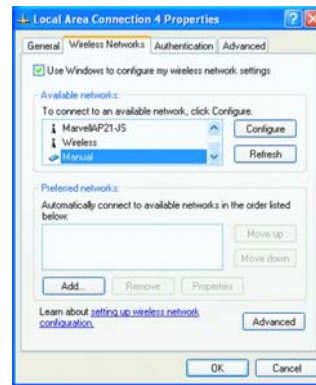 Local Area Connection 4 Properties
General Wireless Networks Authentication Advanced
Use Windows to configure my wireless network settings
Available networks:
To connect to an available network, click Configure.
MarvellAP21-JS
Wireless
Manual
Configure
Refresh
Preferred networks:
Automatically connect to available networks in the order listed
below:
Move up
Move down
Add... Remove Properties
Learn about setting up wireless network
configuration.
Advanced
OK Cancel